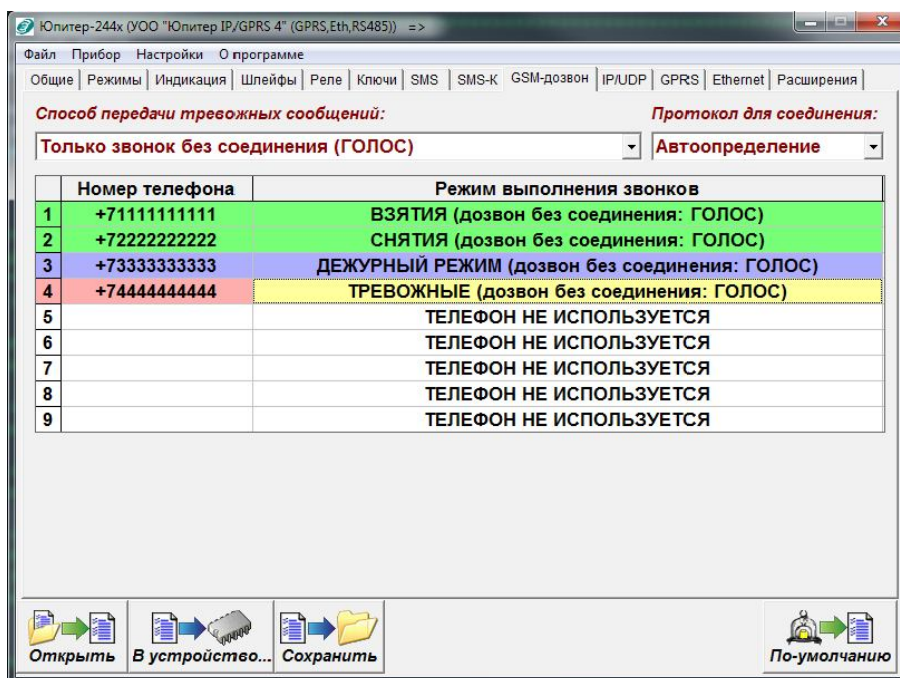 Юпитер-244x (УОО "Юпитер IP/GPRS 4" (GPRS,Eth,RS485)) =>
Файл Прибор Настройки О программе
Общие Режимы Индикация Шлейфы Реле Ключи SMS SMS-K GSM-дозвон IP/UDP GPRS Ethernet Расширения
Способ передачи тревожных сообщений: Протокол для соединения:
Только звонок без соединения (ГОЛОС) Автоопределение
Номер телефона Режим выполнения звонков
1 +71111111111 ВЗЯТИЯ (дозвон без соединения: ГОЛОС)
2 +72222222222 СНЯТИЯ (дозвон без соединения: ГОЛОС)
3 +73333333333 ДЕЖУРНЫЙ РЕЖИМ (дозвон без соединения: ГОЛОС)
4 +74444444444 ТРЕВОЖНЫЕ (дозвон без соединения: ГОЛОС)
5 ТЕЛЕФОН НЕ ИСПОЛЬЗУЕТСЯ
6 ТЕЛЕФОН НЕ ИСПОЛЬЗУЕТСЯ
7 ТЕЛЕФОН НЕ ИСПОЛЬЗУЕТСЯ
8 ТЕЛЕФОН НЕ ИСПОЛЬЗУЕТСЯ
9 ТЕЛЕФОН НЕ ИСПОЛЬЗУЕТСЯ
Открыть В устройство... Сохранить По-умолчанию